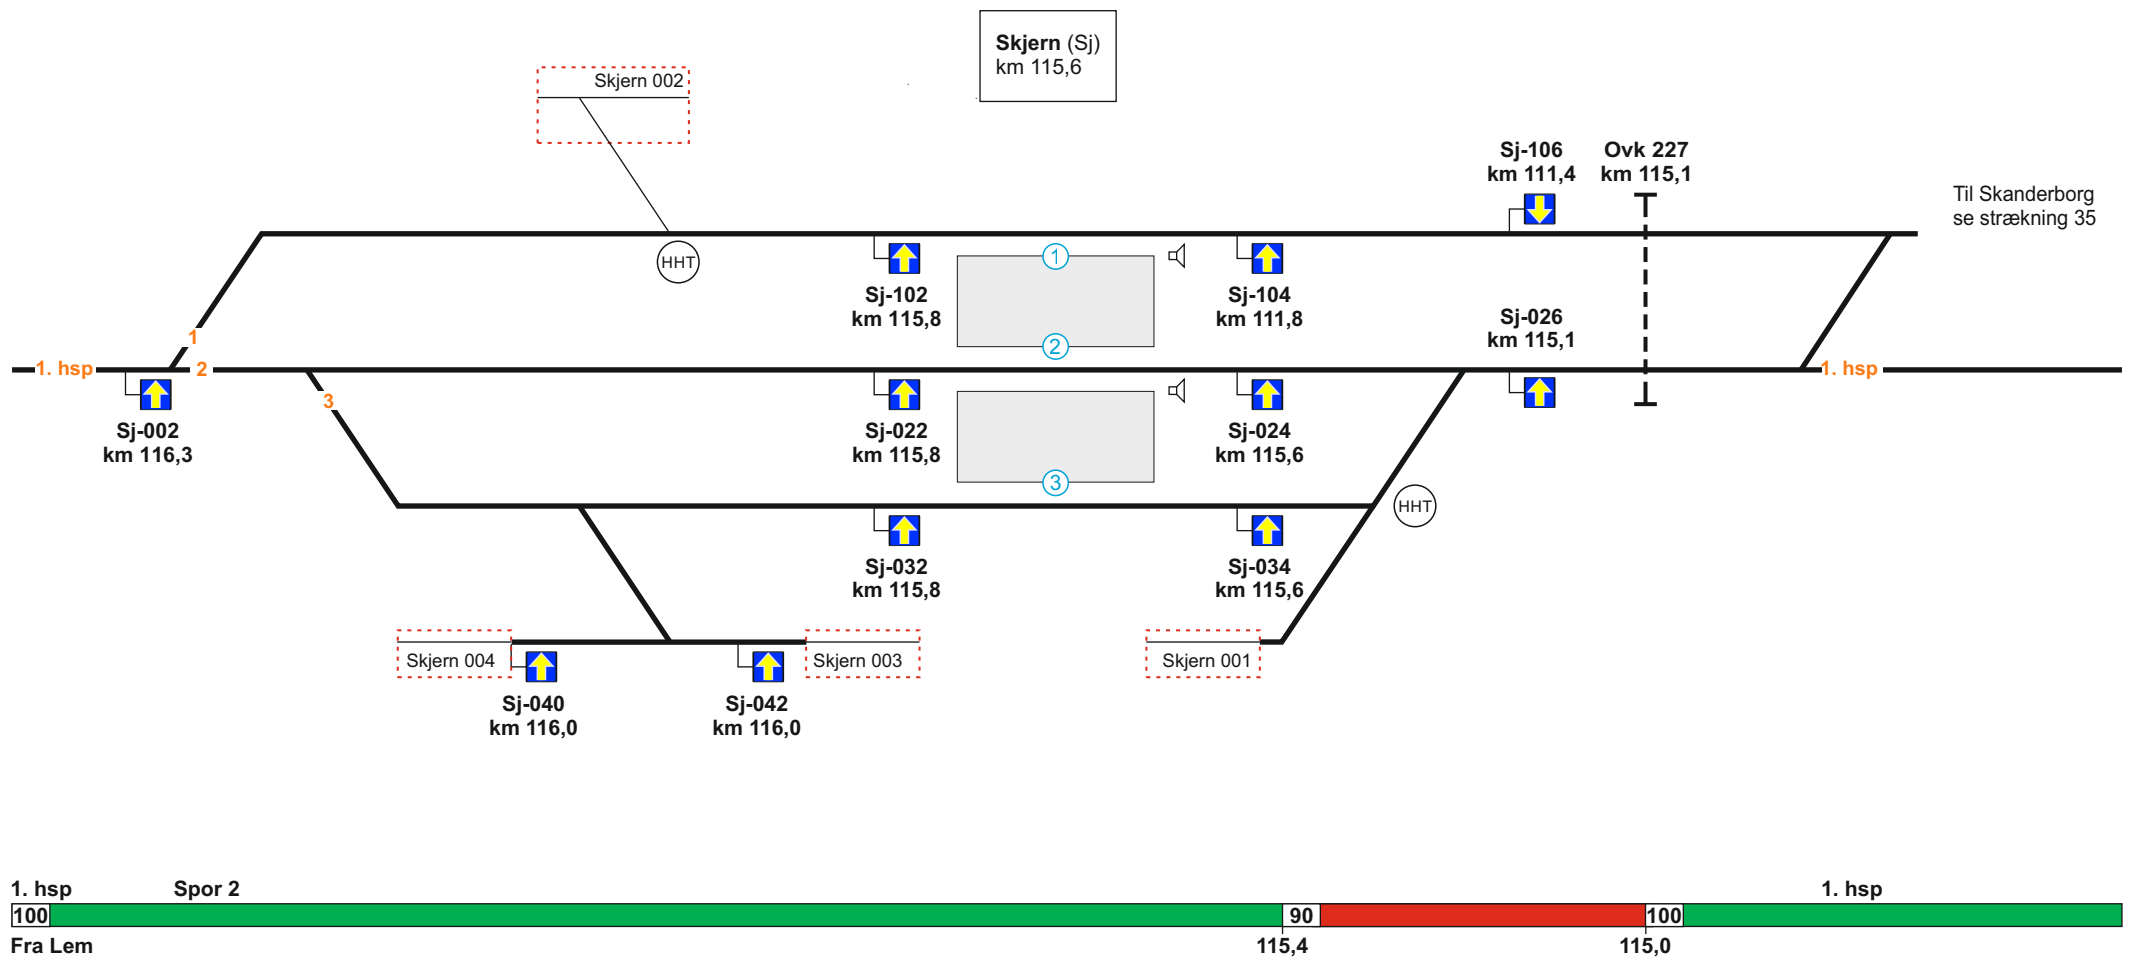 Skjern (Sj)
km 115,6
Skjern 002
Sj-106
km 111,4
Ovk 227
km 115,1
Til Skanderborg
se strækning 35
HHT
1
Sj-102
km 115,8
Sj-104
km 111,8
Sj-026
km 115,1
1
2
1. hsp
2
1. hsp
3
Sj-002
km 116,3
Sj-022
km 115,8
Sj-024
km 115,6
3
HHT
Sj-032
km 115,8
Sj-034
km 115,6
Skjern 004
Skjern 003
Skjern 001
Sj-040
km 116,0
Sj-042
km 116,0
1. hsp
Spor 2
1. hsp
100
90
100
Fra Lem
115,4
115,0